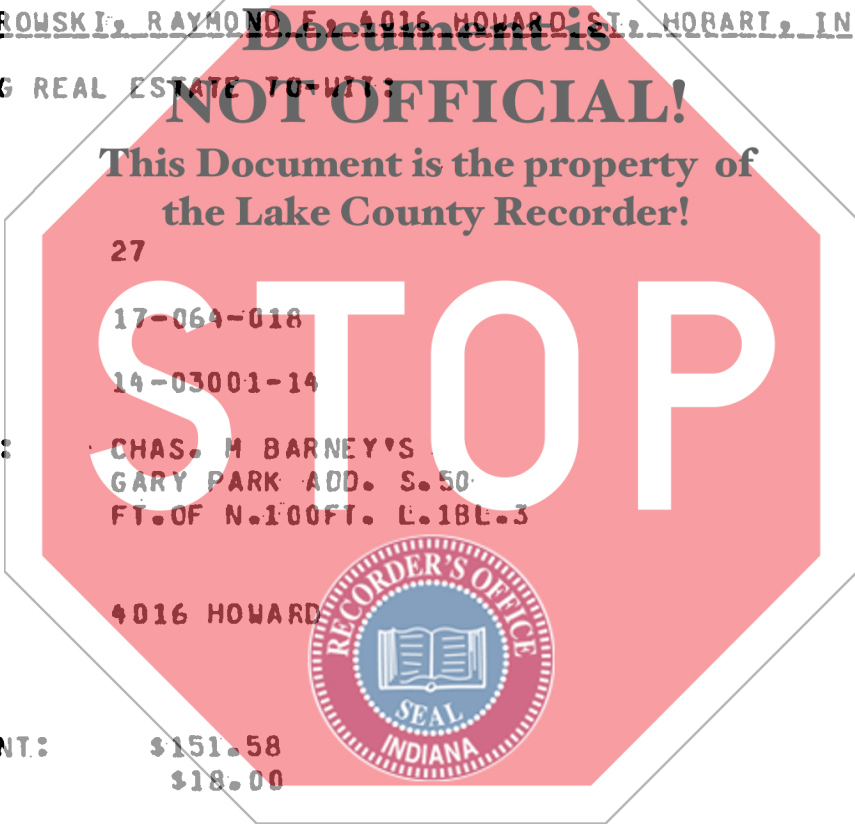 ROWSKI, RAYMOND E, 4016 HOWARD ST, HOBART, IN
Document is
G REAL ESTATE TO-WIT:
NOT OFFICIAL!
This Document is the property of
the Lake County Recorder!
27
STOP
17-064-018
14-03001-14
: CHAS. M BARNEY'S
GARY PARK ADD. S.50
FT.OF N.100FT. L.1BL.3
4016 HOWARD
RECORDER'S OFFICE
SEAL
INDIANA
NT: $151.58
$18.00